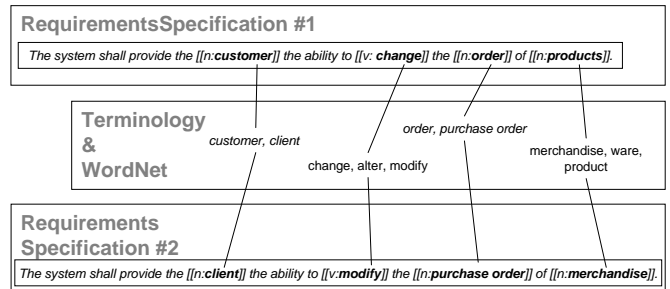 RequirementsSpecification #1
The system shall provide the [[n:customer]] the ability to [[v: change]] the [[n:order]] of [[n:products]].
Terminology
&
WordNet
customer, client
change, alter, modify
order, purchase order
merchandise, ware,
product
Requirements
Specification #2
The system shall provide the [[n:client]] the ability to [[v:modify]] the [[n:purchase order]] of [[n:merchandise]].